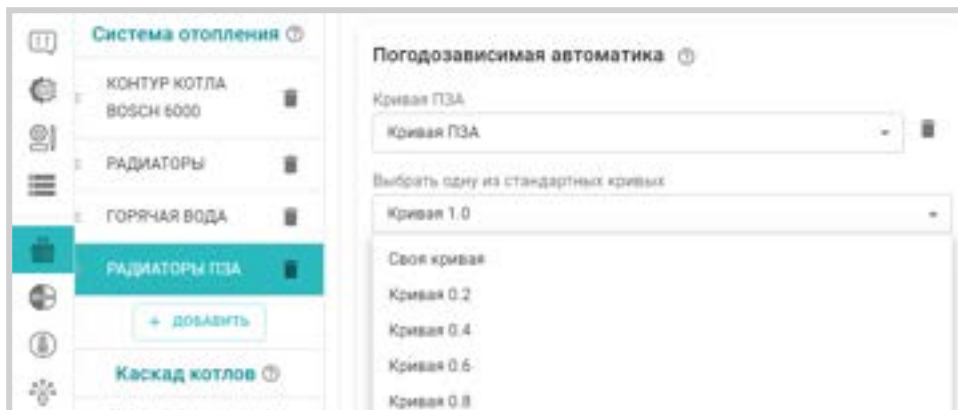 Система отопления
КОНТУР КОТЛА
BOSCH 6000
РАДИАТОРЫ
ГОРЯЧАЯ ВОДА
РАДИАТОРЫ ПЗА
+ ДОБАВИТЬ
Каскад котлов
Погодозависимая автоматика
Кривая ПЗА
Кривая ПЗА
Выбрать одну из стандартных кривых
Кривая 1.0
Своя кривая
Кривая 0.2
Кривая 0.4
Кривая 0.6
Кривая 0.8